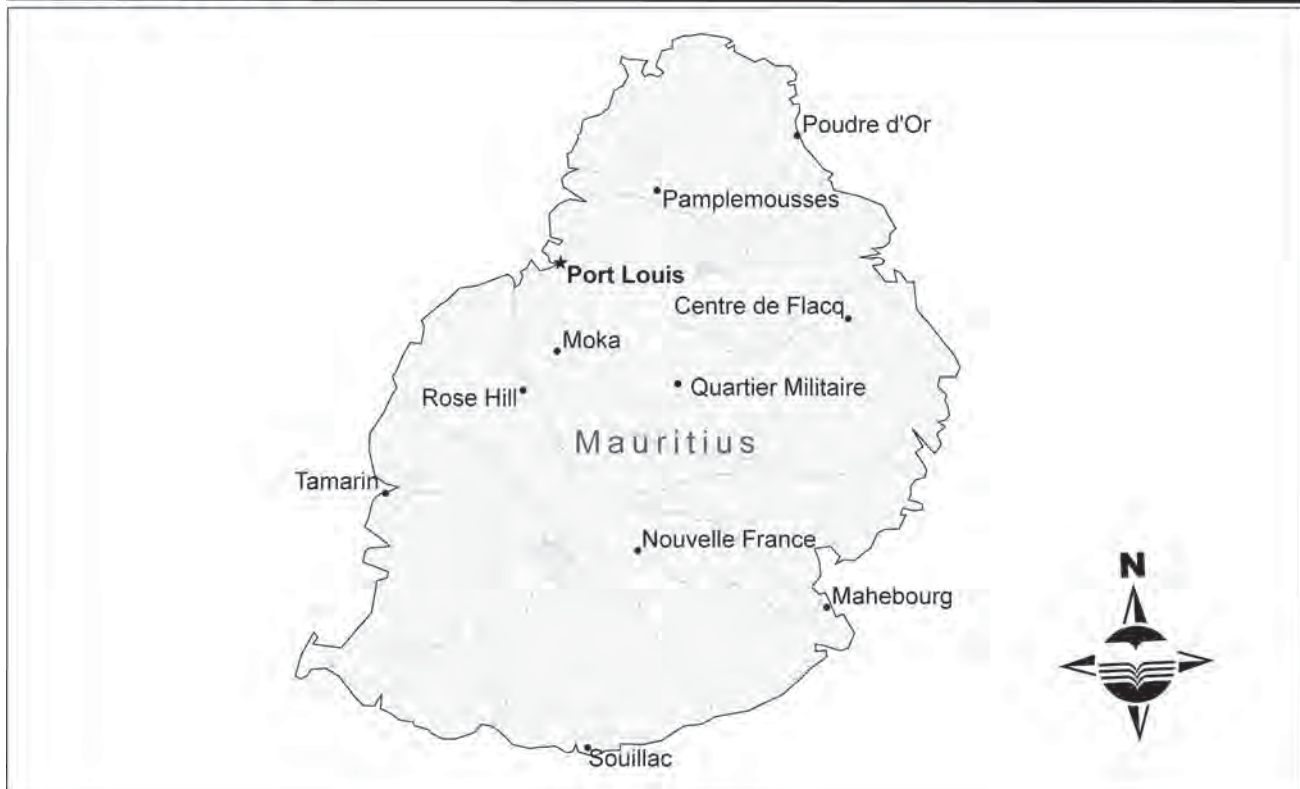 Poudre d'Or
Pamplemousses
Port Louis
Centre de Flacq
Moka
Quartier Militaire
Rose Hill
Mauritius
Tamarin
Nouvelle France
N
Mahebourg
Souillac